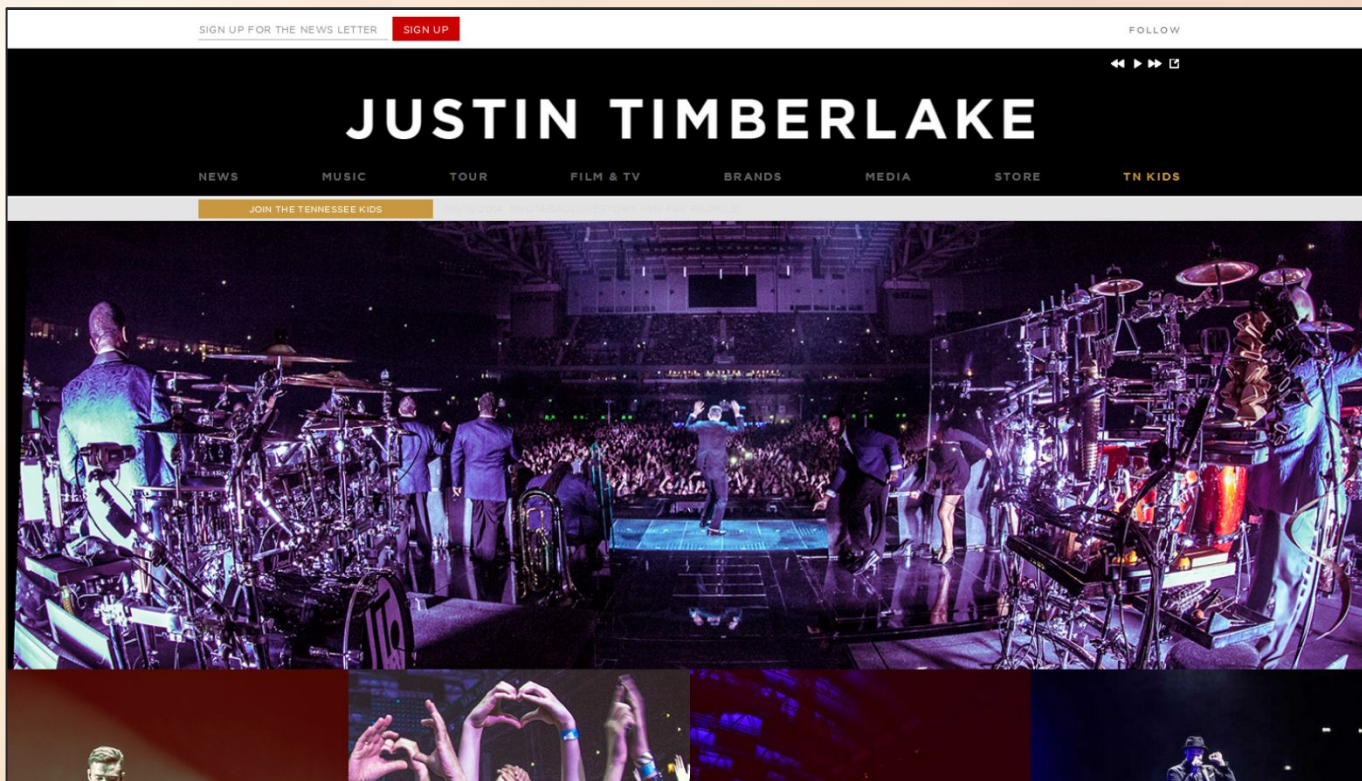 SIGN UP FOR THE NEWS LETTER SIGN UP FOLLOW
JUSTIN TIMBERLAKE
NEWS MUSIC TOUR FILM & TV BRANDS MEDIA STORE TN KIDS
JOIN THE TENNESSEE KIDS